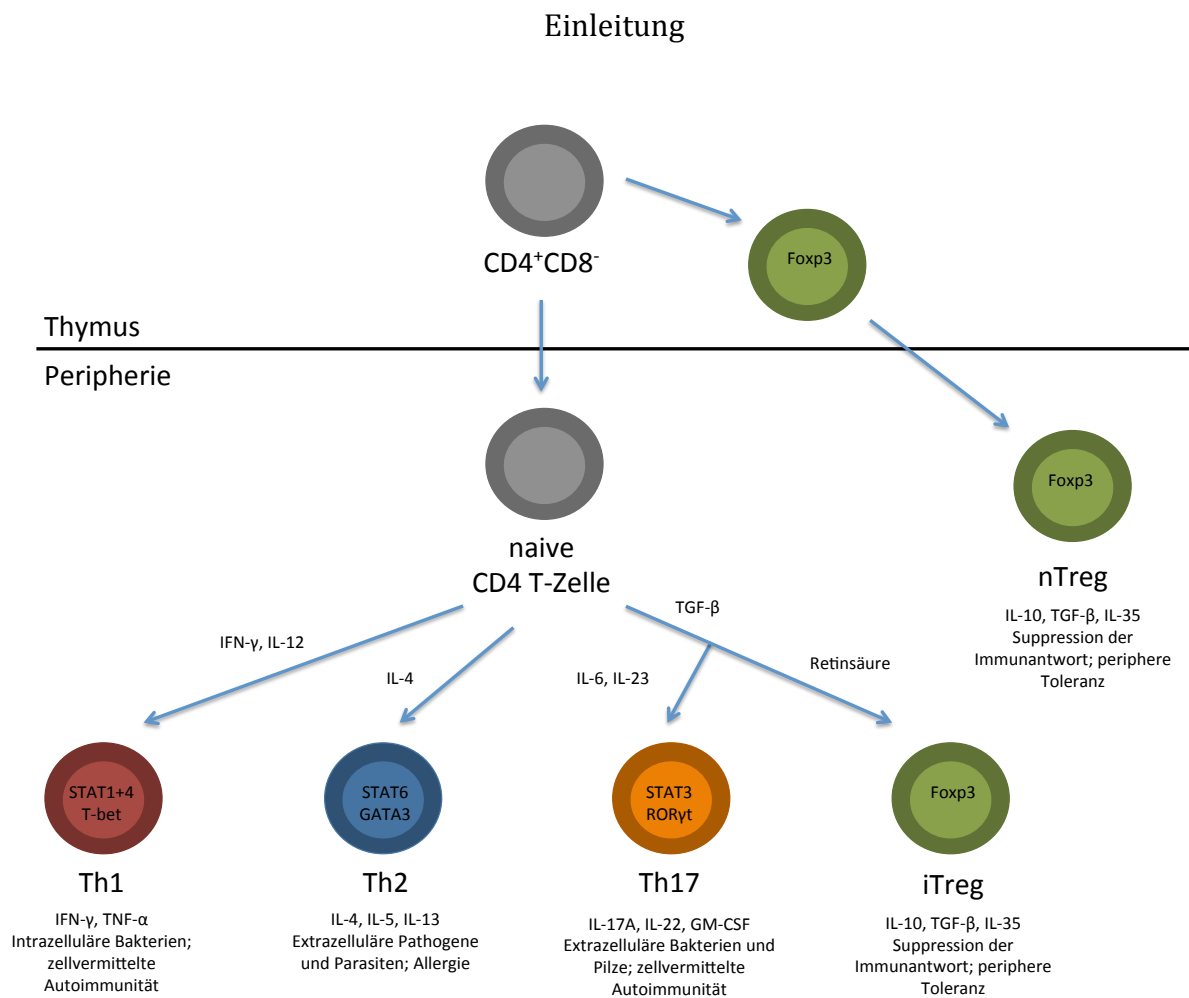 Einleitung
CD4⁺CD8⁻
Foxp3
Thymus
Peripherie
Foxp3
naive
CD4 T-Zelle
nTreg
IL-10, TGF-β, IL-35
Suppression der
Immunantwort; periphere
Toleranz
TGF-β
IFN-γ, IL-12
IL-4
IL-6, IL-23
Retinsäure
STAT1+4
T-bet
STAT6
GATA3
STAT3
RORγt
Foxp3
Th1
IFN-γ, TNF-α
Intrazelluläre Bakterien;
zellvermittelte
Autoimmunität
Th2
IL-4, IL-5, IL-13
Extrazelluläre Pathogene
und Parasiten; Allergie
Th17
IL-17A, IL-22, GM-CSF
Extrazelluläre Bakterien und
Pilze; zellvermittelte
Autoimmunität
iTreg
IL-10, TGF-β, IL-35
Suppression der
Immunantwort; periphere
Toleranz